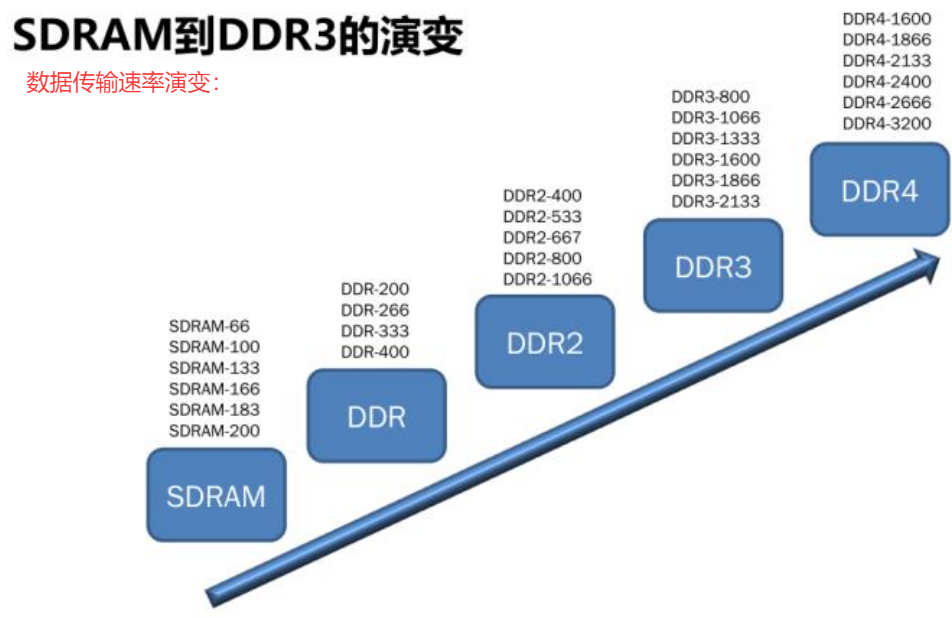 SDRAM到DDR3的演变
数据传输速率演变：
SDRAM-66
SDRAM-100
SDRAM-133
SDRAM-166
SDRAM-183
SDRAM-200
SDRAM
DDR-200
DDR-266
DDR-333
DDR-400
DDR
DDR2-400
DDR2-533
DDR2-667
DDR2-800
DDR2-1066
DDR2
DDR3-800
DDR3-1066
DDR3-1333
DDR3-1600
DDR3-1866
DDR3-2133
DDR3
DDR4-1600
DDR4-1866
DDR4-2133
DDR4-2400
DDR4-2666
DDR4-3200
DDR4